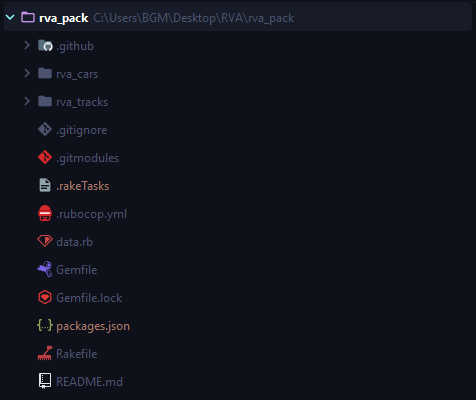 rva_pack C:\Users\BGM\Desktop\RVA\rva_pack
.github
rva_cars
rva_tracks
.gitignore
.gitmodules
.rakeTasks
.rubocop.yml
data.rb
Gemfile
Gemfile.lock
packages.json
Rakefile
README.md